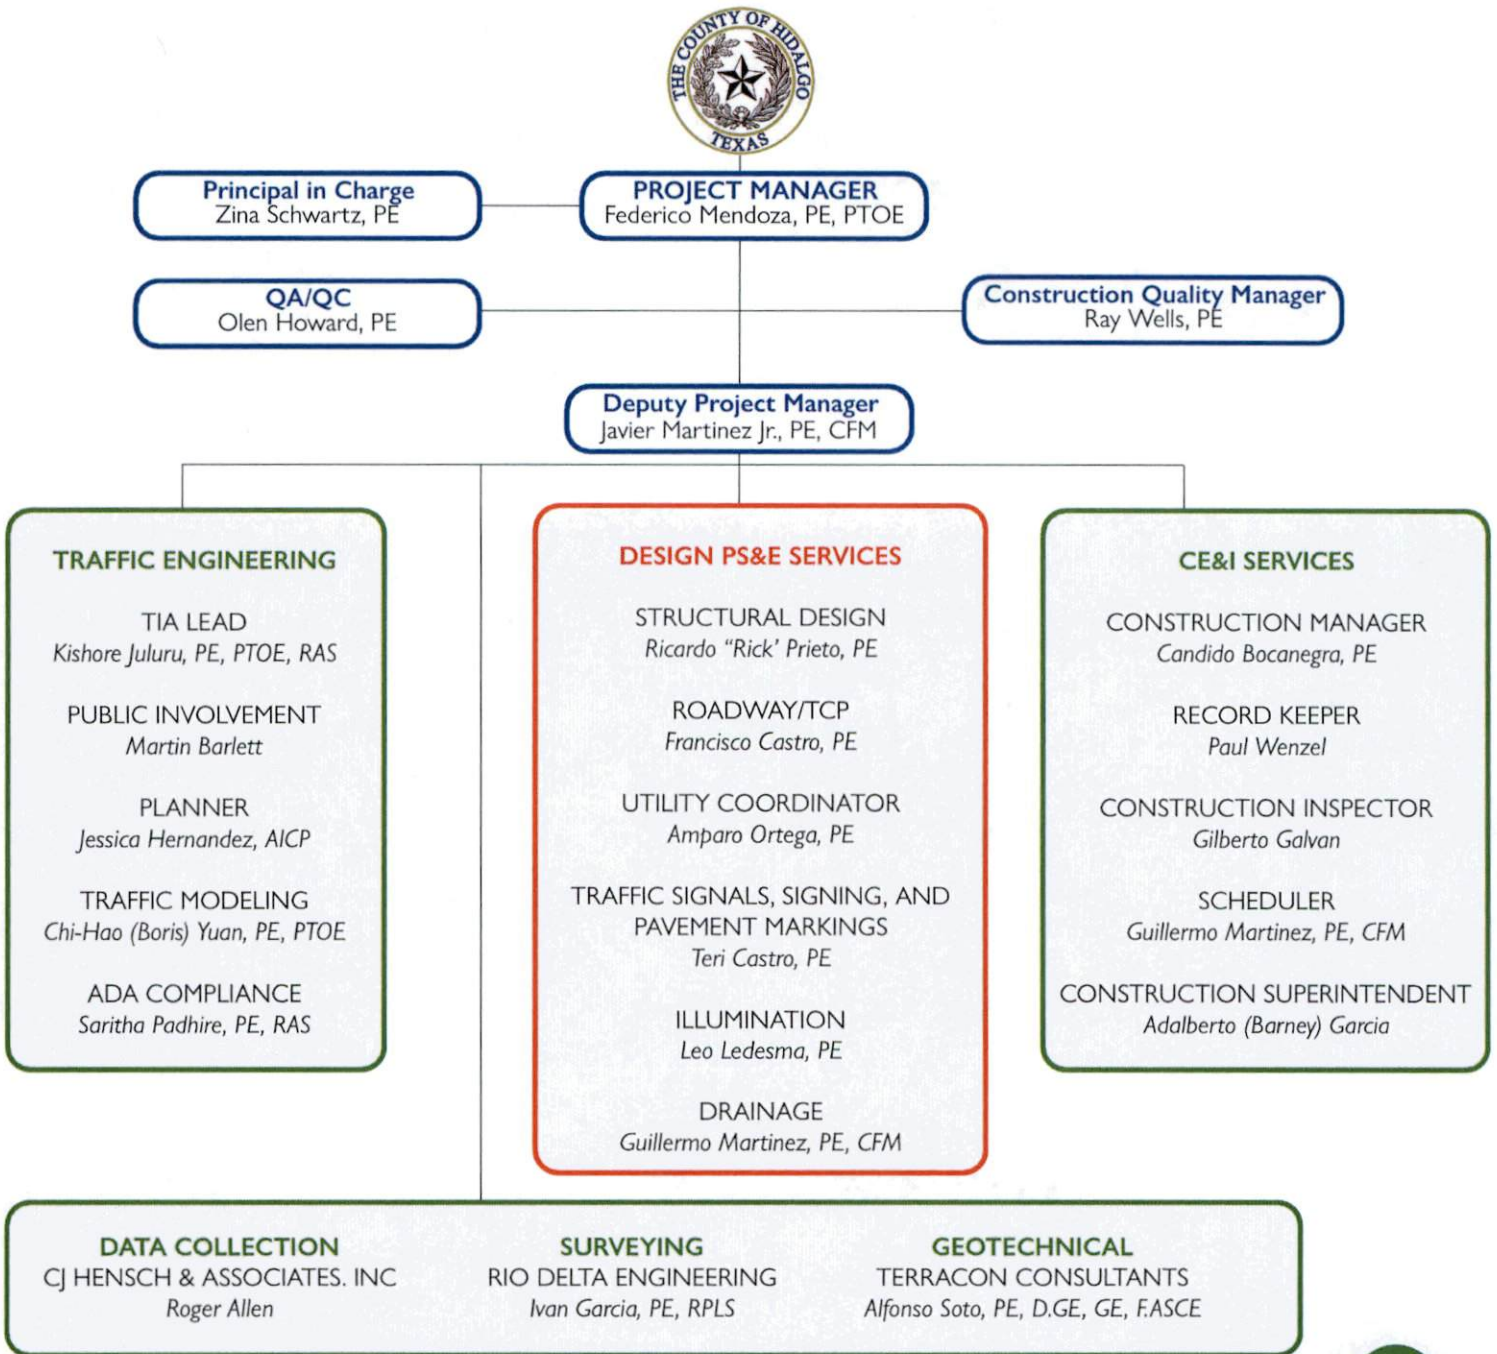 THE COUNTY OF HIDALGO
TEXAS
Principal in Charge
Zina Schwartz, PE
PROJECT MANAGER
Federico Mendoza, PE, PTOE
QA/QC
Olen Howard, PE
Construction Quality Manager
Ray Wells, PE
Deputy Project Manager
Javier Martinez Jr., PE, CFM
TRAFFIC ENGINEERING
TIA LEAD
Kishore Juluru, PE, PTOE, RAS
PUBLIC INVOLVEMENT
Martin Barlett
PLANNER
Jessica Hernandez, AICP
TRAFFIC MODELING
Chi-Hao (Boris) Yuan, PE, PTOE
ADA COMPLIANCE
Saritha Padhire, PE, RAS
DESIGN PS&E SERVICES
STRUCTURAL DESIGN
Ricardo “Rick’ Prieto, PE
ROADWAY/TCP
Francisco Castro, PE
UTILITY COORDINATOR
Amparo Ortega, PE
TRAFFIC SIGNALS, SIGNING, AND
PAVEMENT MARKINGS
Teri Castro, PE
ILLUMINATION
Leo Ledesma, PE
DRAINAGE
Guillermo Martinez, PE, CFM
CE&I SERVICES
CONSTRUCTION MANAGER
Candido Bocanegra, PE
RECORD KEEPER
Paul Wenzel
CONSTRUCTION INSPECTOR
Gilberto Galvan
SCHEDULER
Guillermo Martinez, PE, CFM
CONSTRUCTION SUPERINTENDENT
Adalberto (Barney) Garcia
DATA COLLECTION
CJ HENSCH & ASSOCIATES. INC
Roger Allen
SURVEYING
RIO DELTA ENGINEERING
Ivan Garcia, PE, RPLS
GEOTECHNICAL
TERRACON CONSULTANTS
Alfonso Soto, PE, D.GE, GE, F.ASCE